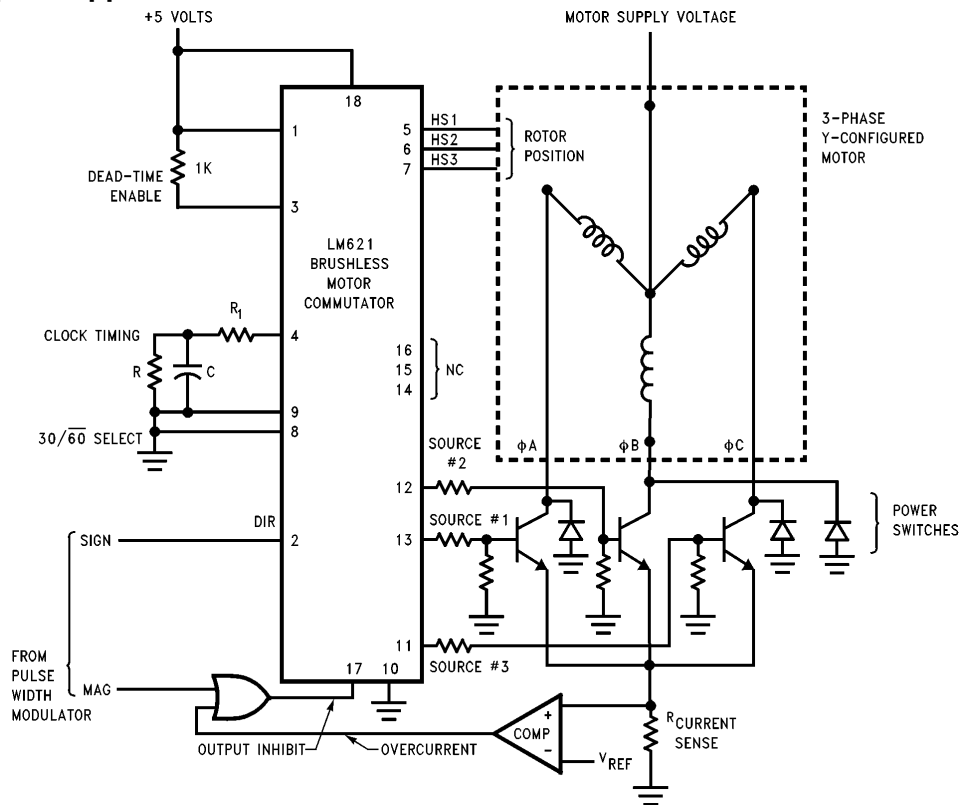 +5 VOLTS
MOTOR SUPPLY VOLTAGE
18
1
5 HS1
6 HS2
7 HS3
ROTOR
POSITION
3-PHASE
Y-CONFIGURED
MOTOR
1K
DEAD-TIME
ENABLE
3
LM621
BRUSHLESS
MOTOR
COMMUTATOR
CLOCK TIMING
R1
4
R
C
16
15
14
NC
9
8
30/6̅0̅ SELECT
SOURCE
#2
ϕA
ϕB
ϕC
12
SOURCE #1
13
POWER
SWITCHES
DIR
2
SIGN
11
SOURCE #3
FROM
PULSE
WIDTH
MODULATOR
MAG
17
10
OUTPUT INHIBIT
OVERCURRENT
COMP
+
−
VREF
RCURRENT
SENSE